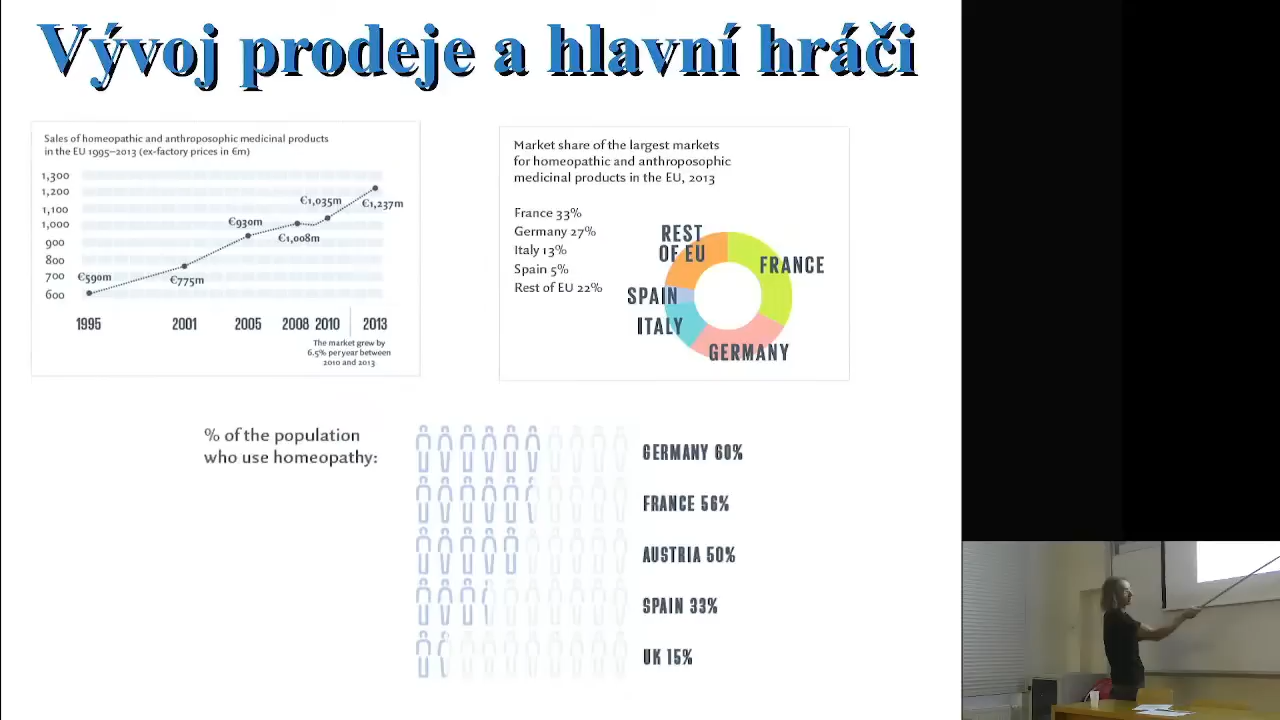 Vývoj prodeje a hlavní hráči
Sales of homeopathic and anthroposophic medicinal products
in the EU 1995–2013 (ex-factory prices in €m)
1,300
1,200
1,100
1,000
900
800
700
600
€590m
€775m
€930m
€1,008m
€1,035m
€1,237m
1995
2001
2005
2008
2010
2013
The market grew by
6.5% per year between
2010 and 2013
Market share of the largest markets
for homeopathic and anthroposophic
medicinal products in the EU, 2013
France 33%
Germany 27%
Italy 13%
Spain 5%
Rest of EU 22%
REST
OF EU
FRANCE
SPAIN
ITALY
GERMANY
% of the population
who use homeopathy:
GERMANY 60%
FRANCE 56%
AUSTRIA 50%
SPAIN 33%
UK 15%